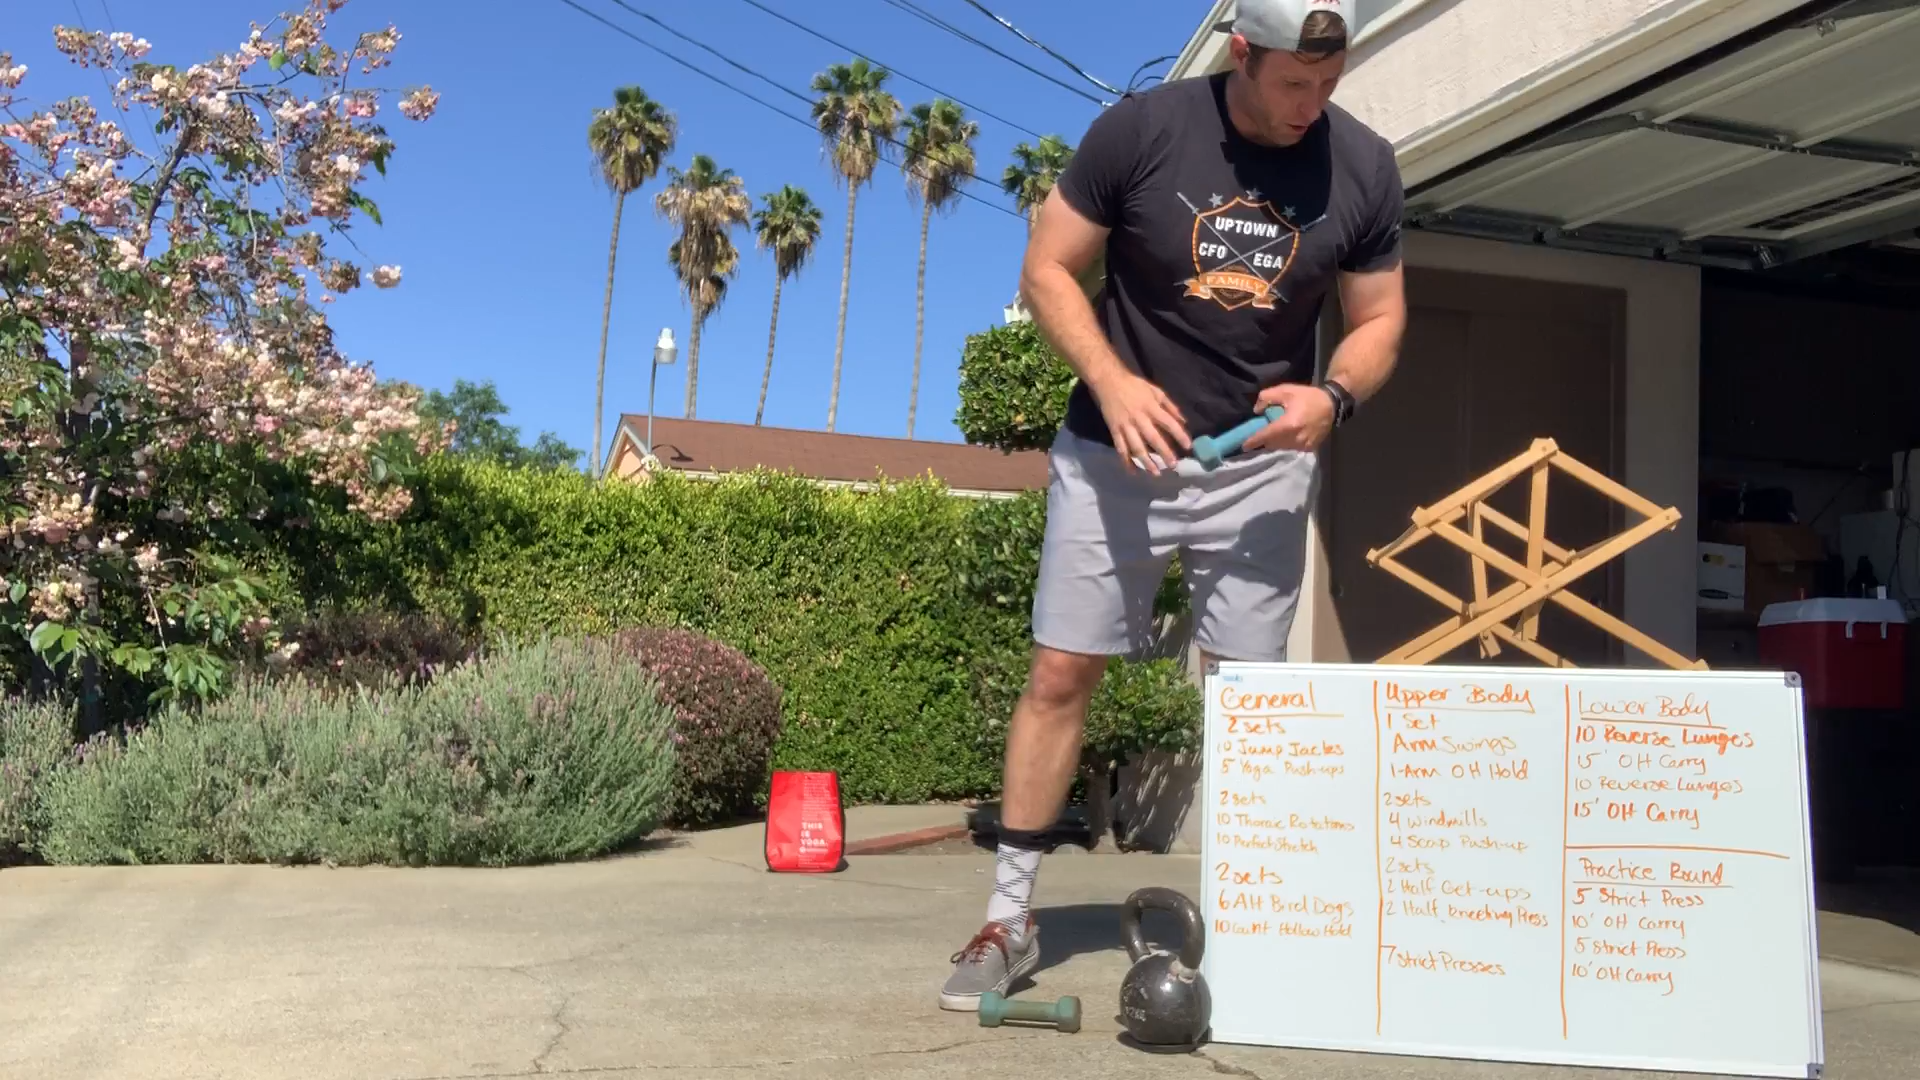 UPTOWN
CFO EGA
FAMILY
THIS
IS
YOGA.
12KG
General
2 sets
10 Jump Jacks
5 Yoga Push-ups
2 sets
10 Thoracic Rotations
10 Perfect Stretch
2 sets
6 Alt Bird Dogs
10 Count Hollow Hold
Upper Body
1 Set
Arm Swings
1-Arm OH Hold
2 sets
4 Windmills
4 Scap Push-up
2 sets
2 Half Get-ups
2 Half Kneeling Press
7 Strict Presses
Lower Body
10 Reverse Lunges
15' OH Carry
10 Reverse Lunges
15' OH Carry
Practice Round
5 Strict Press
10' OH Carry
5 Strict Press
10' OH Carry